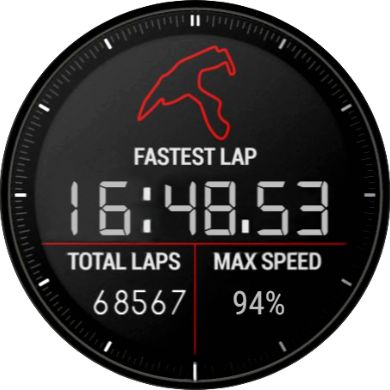 FASTEST LAP
16:48.53
TOTAL LAPS MAX SPEED
68567 94%